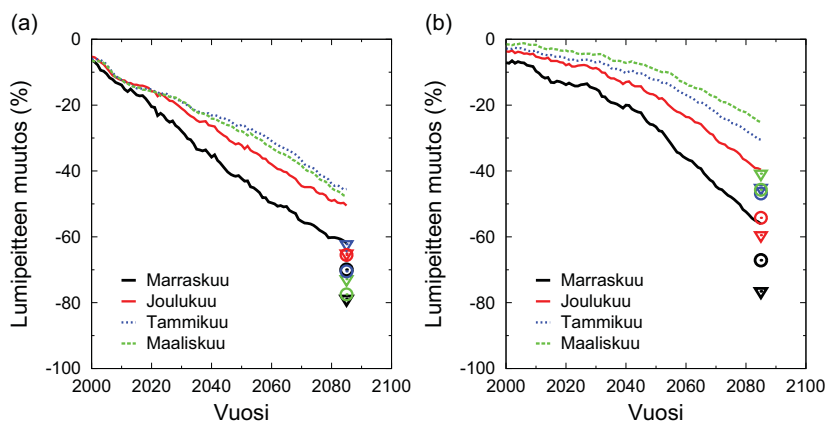 (a)
Lumipeitteen muutos (%)
0
-20
-40
-60
-80
-100
Marraskuu
Joulukuu
Tammikuu
Maaliskuu
2000 2020 2040 2060 2080 2100
Vuosi
(b)
Lumipeitteen muutos (%)
0
-20
-40
-60
-80
-100
Marraskuu
Joulukuu
Tammikuu
Maaliskuu
2000 2020 2040 2060 2080 2100
Vuosi